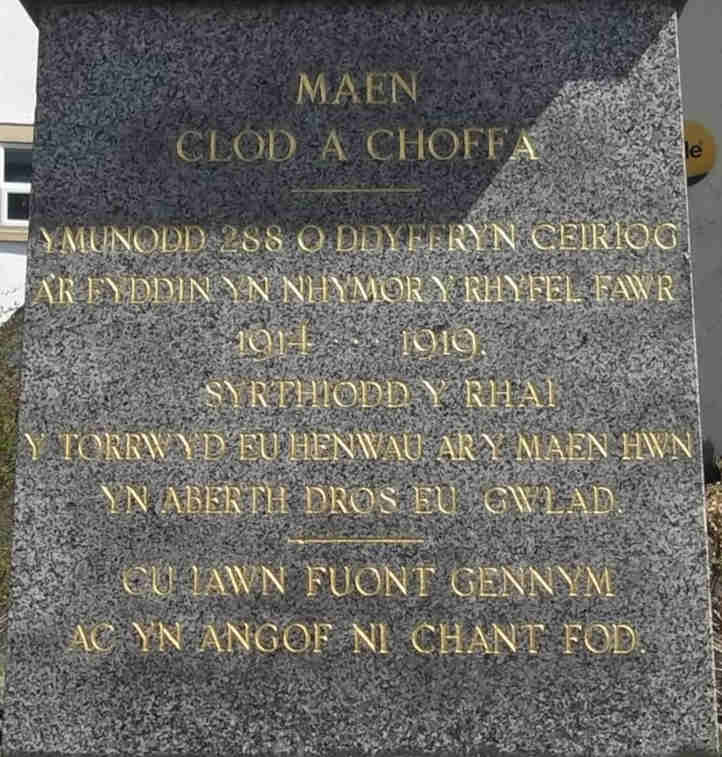 MAEN
CLOD A CHOFFA
YMUNODD 288 O DDYFFRYN CEIRIOG
A'R FYDDIN YN NHYMOR Y RHYFEL FAWR
1914 ... 1919.
SYRTHIODD Y RHAI
Y TORRWYD EU HENWAU AR Y MAEN HWN
YN ABERTH DROS EU GWLAD.
CU IAWN FUONT GENNYM
AC YN ANGOF NI CHANT FOD.